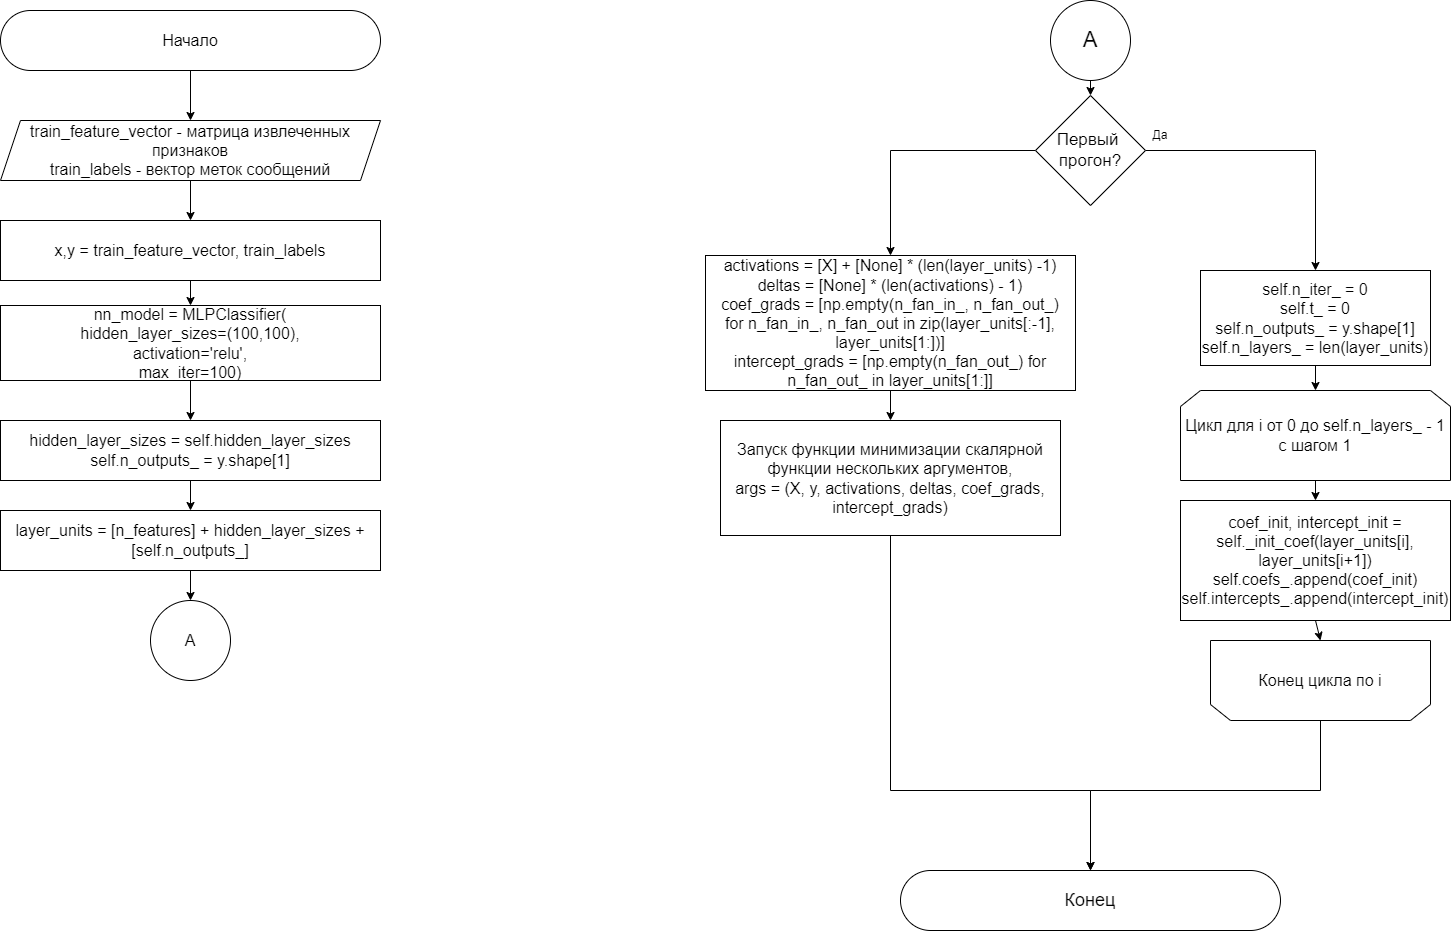 Начало
train_feature_vector - матрица извлеченных
признаков
train_labels - вектор меток сообщений
x,y = train_feature_vector, train_labels
nn_model = MLPClassifier(
hidden_layer_sizes=(100,100),
activation='relu',
max_iter=100)
hidden_layer_sizes = self.hidden_layer_sizes
self.n_outputs_ = y.shape[1]
layer_units = [n_features] + hidden_layer_sizes +
[self.n_outputs_]
A
A
Первый
прогон?
Да
activations = [X] + [None] * (len(layer_units) -1)
deltas = [None] * (len(activations) - 1)
coef_grads = [np.empty(n_fan_in_, n_fan_out_)
for n_fan_in_, n_fan_out in zip(layer_units[:-1],
layer_units[1:])]
intercept_grads = [np.empty(n_fan_out_) for
n_fan_out_ in layer_units[1:]]
Запуск функции минимизации скалярной
функции нескольких аргументов,
args = (X, y, activations, deltas, coef_grads,
intercept_grads)
self.n_iter_ = 0
self.t_ = 0
self.n_outputs_ = y.shape[1]
self.n_layers_ = len(layer_units)
Цикл для i от 0 до self.n_layers_ - 1
с шагом 1
coef_init, intercept_init =
self._init_coef(layer_units[i],
layer_units[i+1])
self.coefs_.append(coef_init)
self.intercepts_.append(intercept_init)
Конец цикла по i
Конец